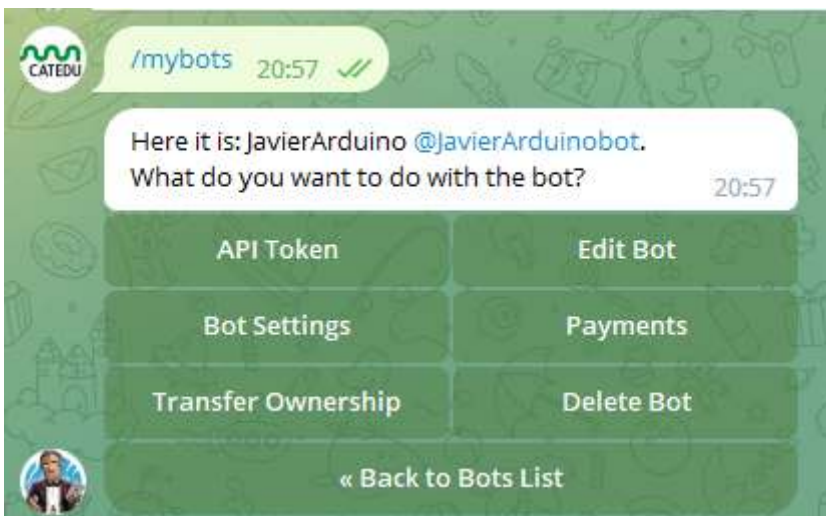 CATEDU
/mybots 20:57
Here it is: JavierArduino @JavierArduinobot.
What do you want to do with the bot?
20:57
API Token
Edit Bot
Bot Settings
Payments
Transfer Ownership
Delete Bot
« Back to Bots List